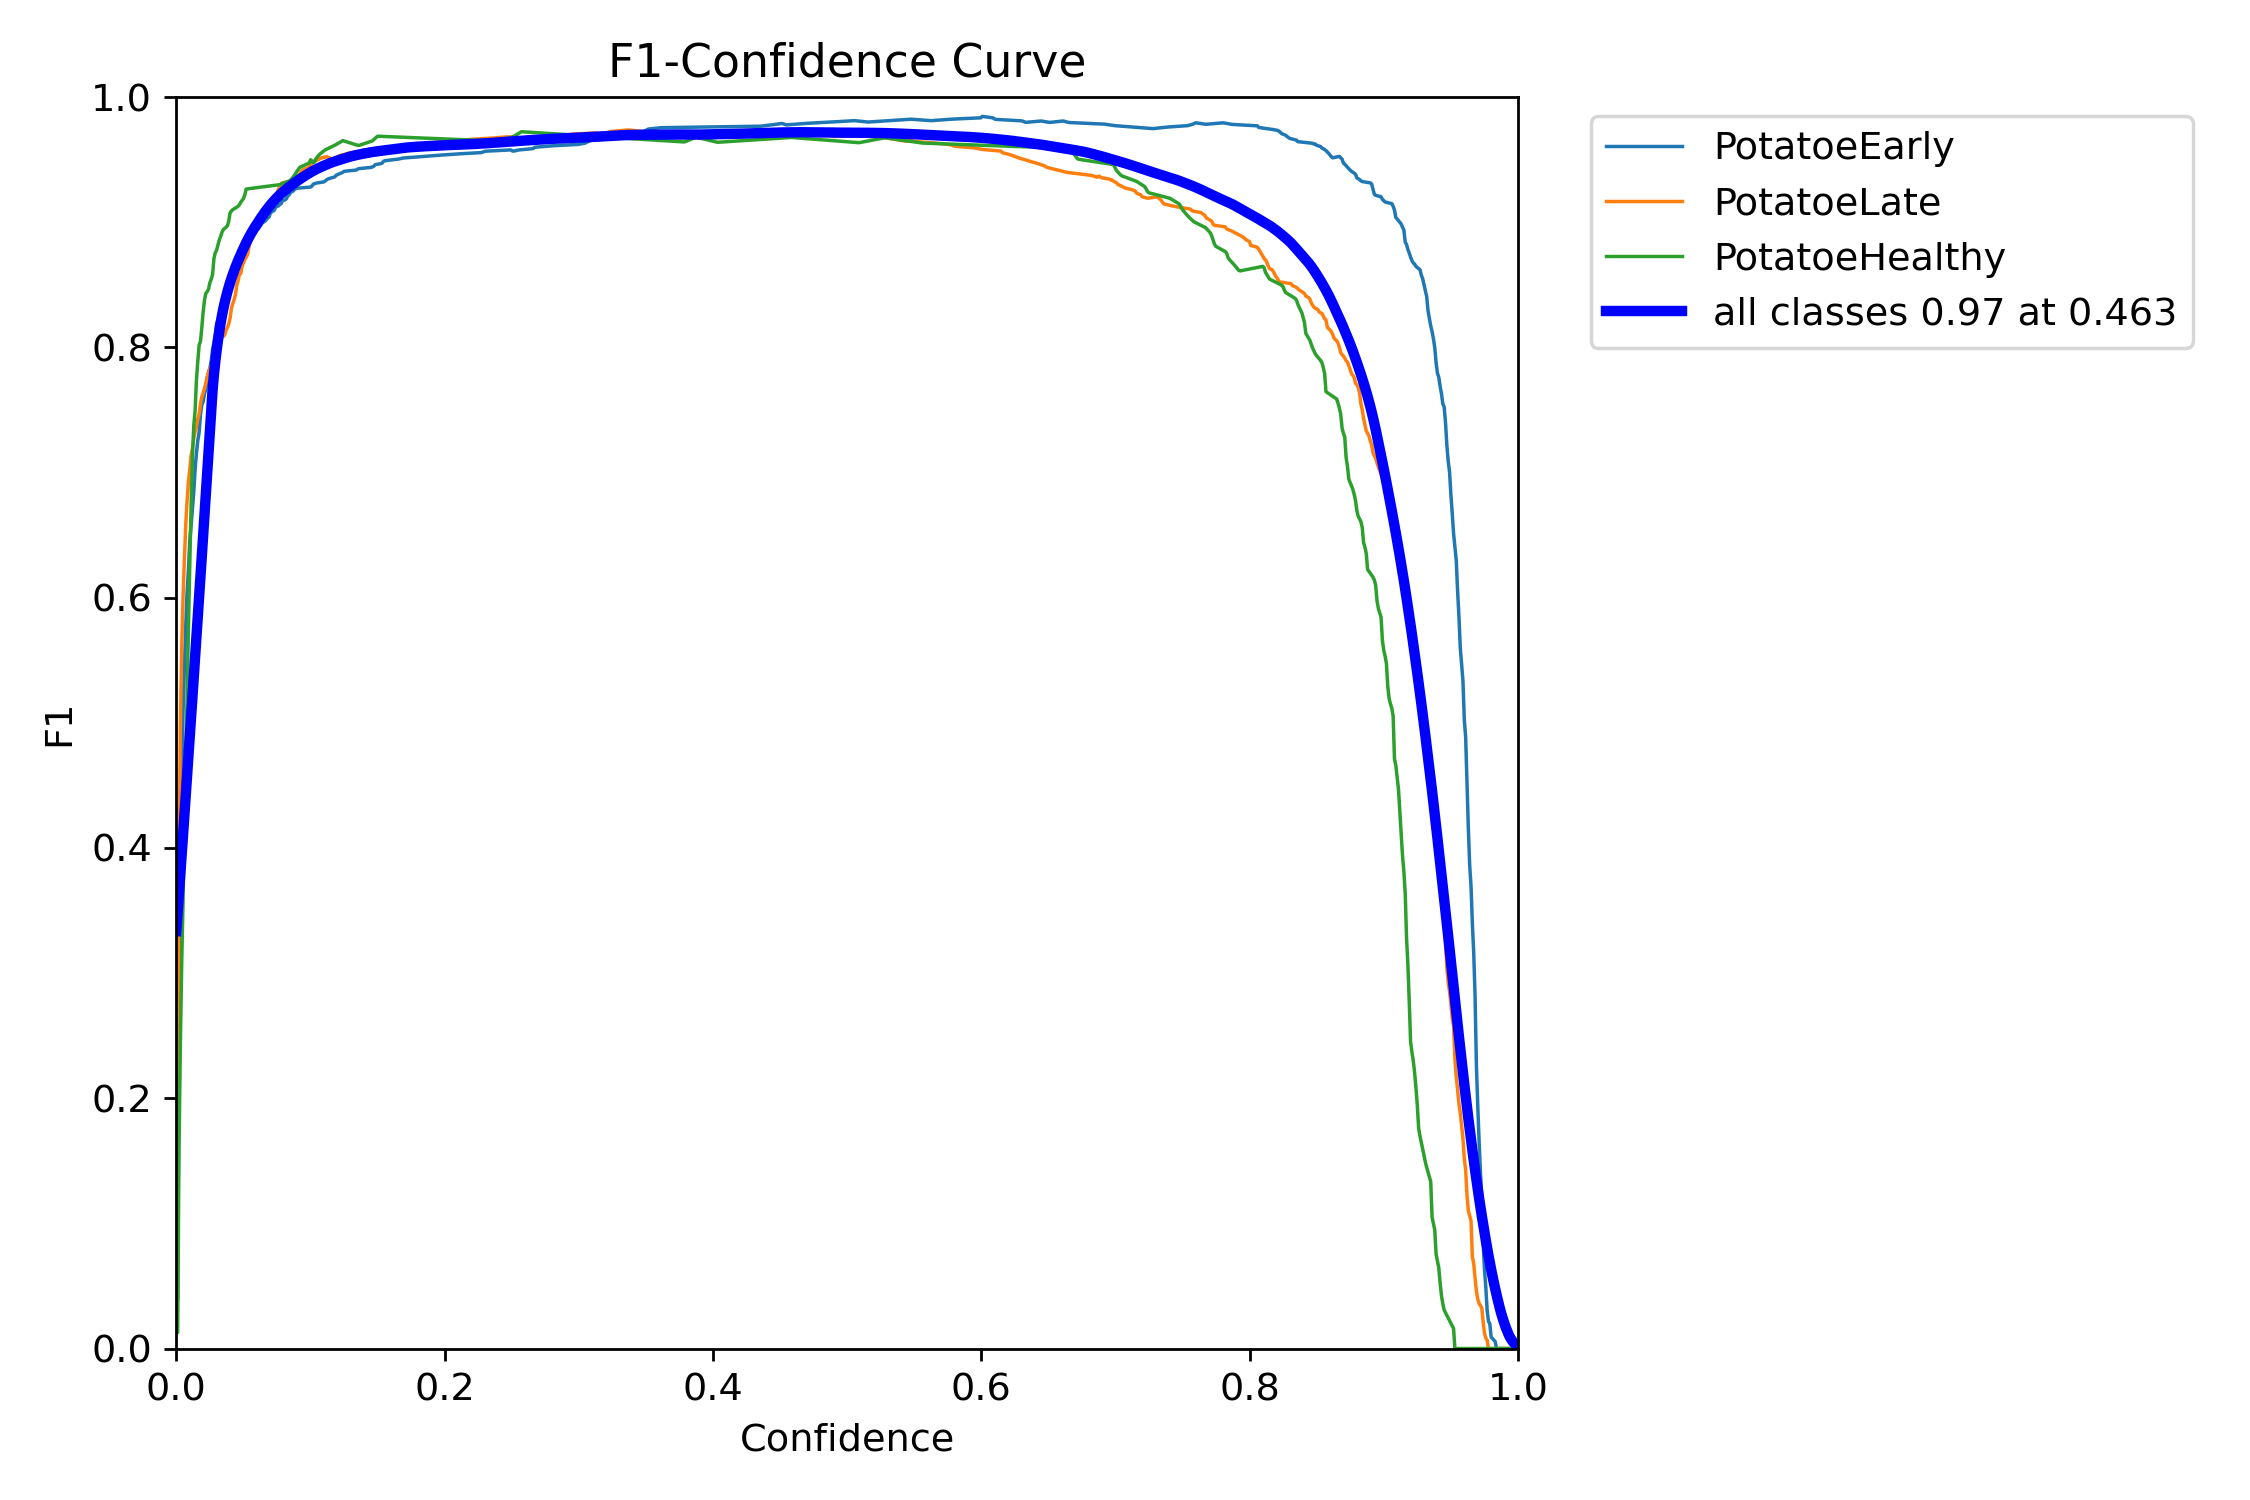 F1-Confidence Curve
1.0
0.8
0.6
0.4
0.2
0.0
F1
0.0 0.2 0.4 0.6 0.8 1.0
Confidence
PotatoeEarly
PotatoeLate
PotatoeHealthy
all classes 0.97 at 0.463